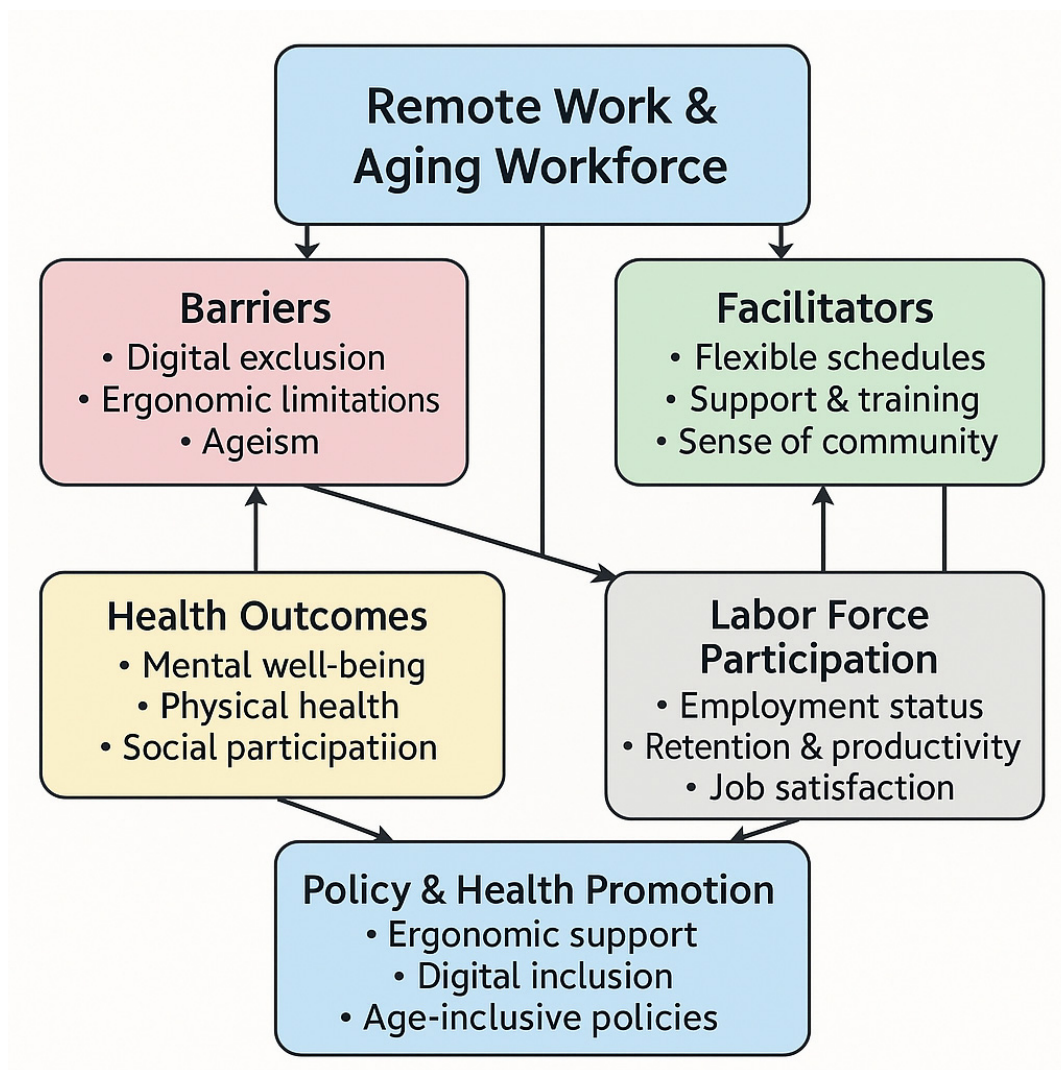 Remote Work &
Aging Workforce
Barriers
• Digital exclusion
• Ergonomic limitations
• Ageism
Facilitators
• Flexible schedules
• Support & training
• Sense of community
Health Outcomes
• Mental well-being
• Physical health
• Social participatiion
Labor Force
Participation
• Employment status
• Retention & productivity
• Job satisfaction
Policy & Health Promotion
• Ergonomic support
• Digital inclusion
• Age-inclusive policies